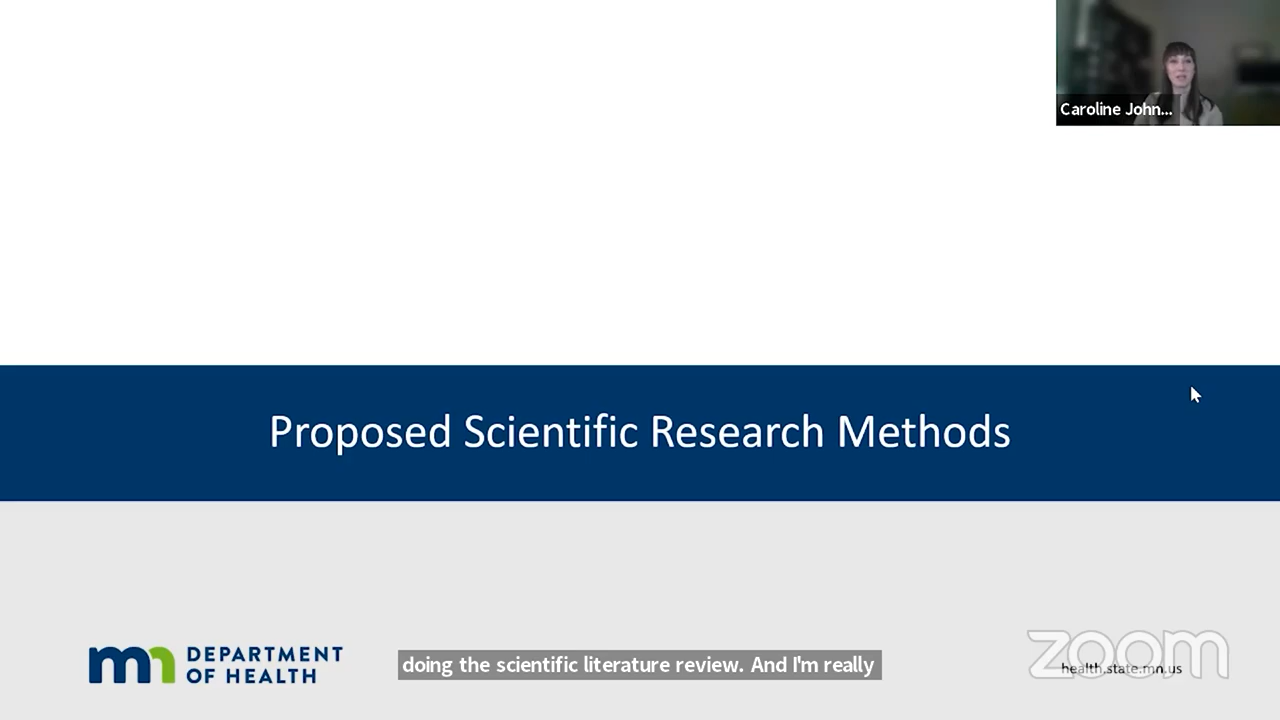 Caroline John...
Proposed Scientific Research Methods
mn DEPARTMENT
OF HEALTH
doing the scientific literature review. And I'm really
zoom
health.state.mn.us